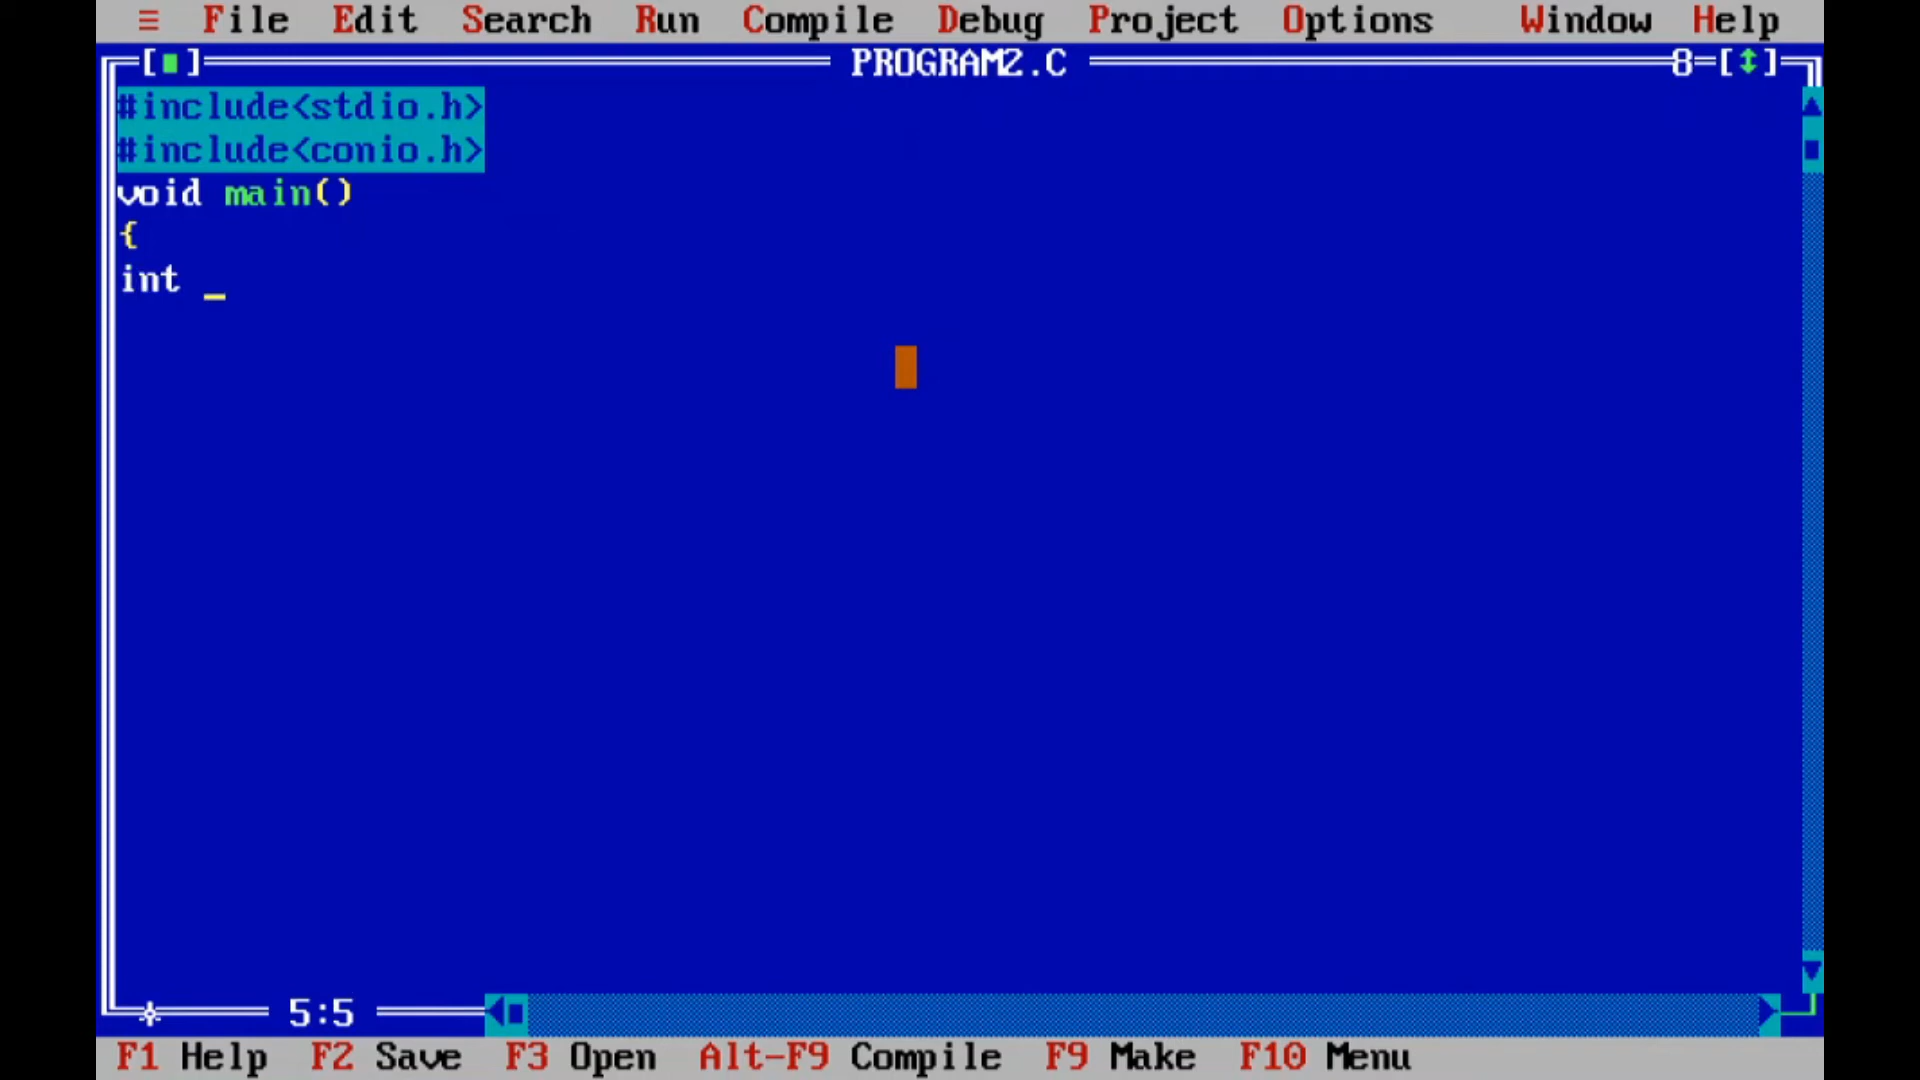 ≡ File Edit Search Run Compile Debug Project Options Window Help
[■] PROGRAM2.C 8=[↕]
#include<stdio.h>
#include<conio.h>
void main()
{
int _
5:5
F1 Help F2 Save F3 Open Alt-F9 Compile F9 Make F10 Menu